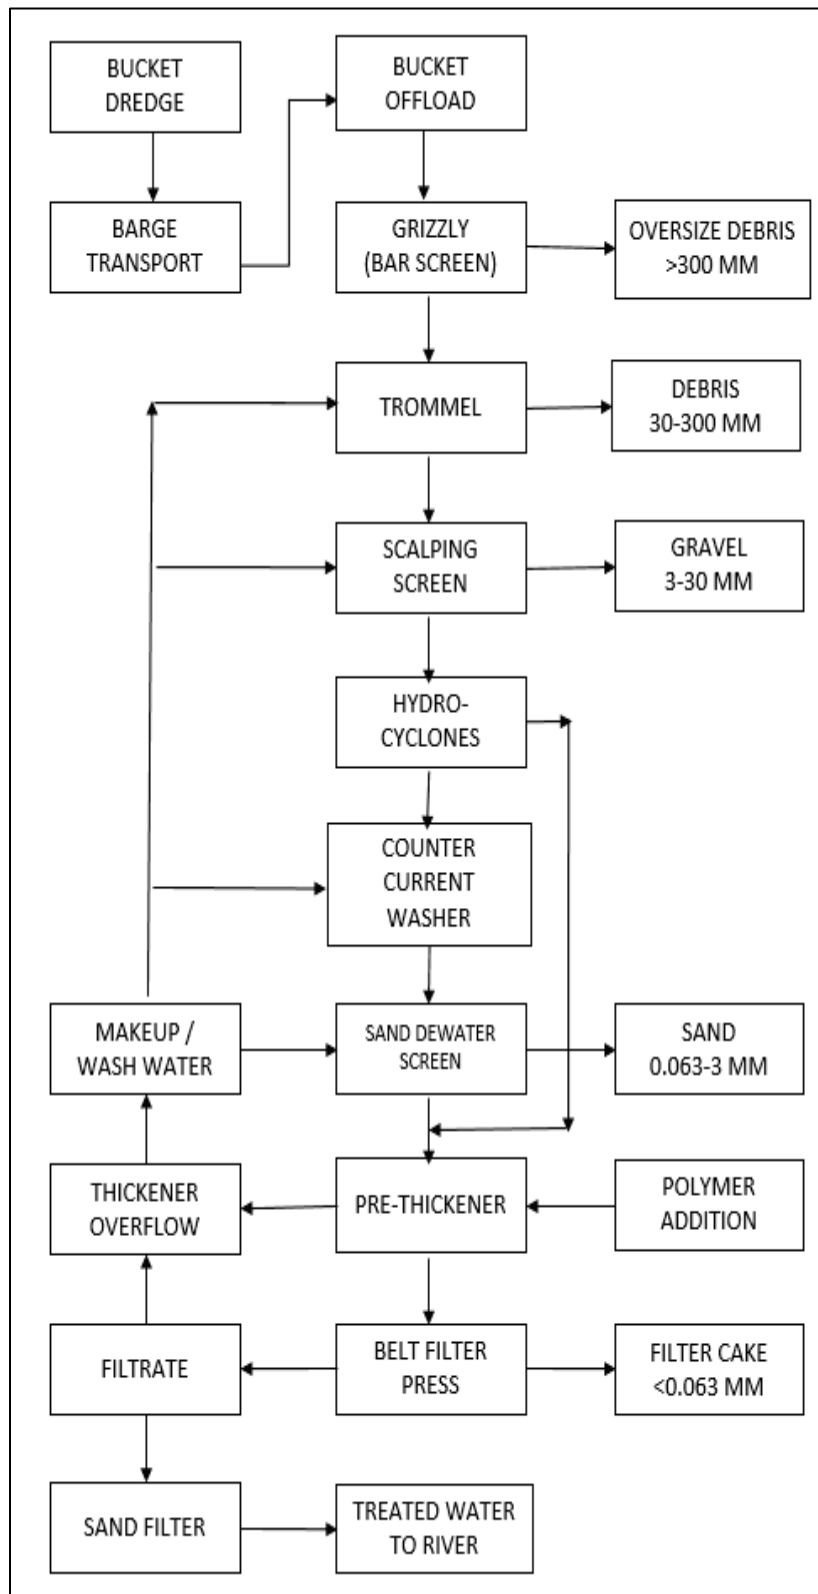 BUCKET
DREDGE
BUCKET
OFFLOAD
BARGE
TRANSPORT
GRIZZLY
(BAR SCREEN)
OVERSIZE DEBRIS
>300 MM
TROMMEL
DEBRIS
30-300 MM
SCALPING
SCREEN
GRAVEL
3-30 MM
HYDRO-
CYCLONES
COUNTER
CURRENT
WASHER
MAKEUP /
WASH WATER
SAND DEWATER
SCREEN
SAND
0.063-3 MM
THICKENER
OVERFLOW
PRE-THICKENER
POLYMER
ADDITION
FILTRATE
BELT FILTER
PRESS
FILTER CAKE
<0.063 MM
SAND FILTER
TREATED WATER
TO RIVER